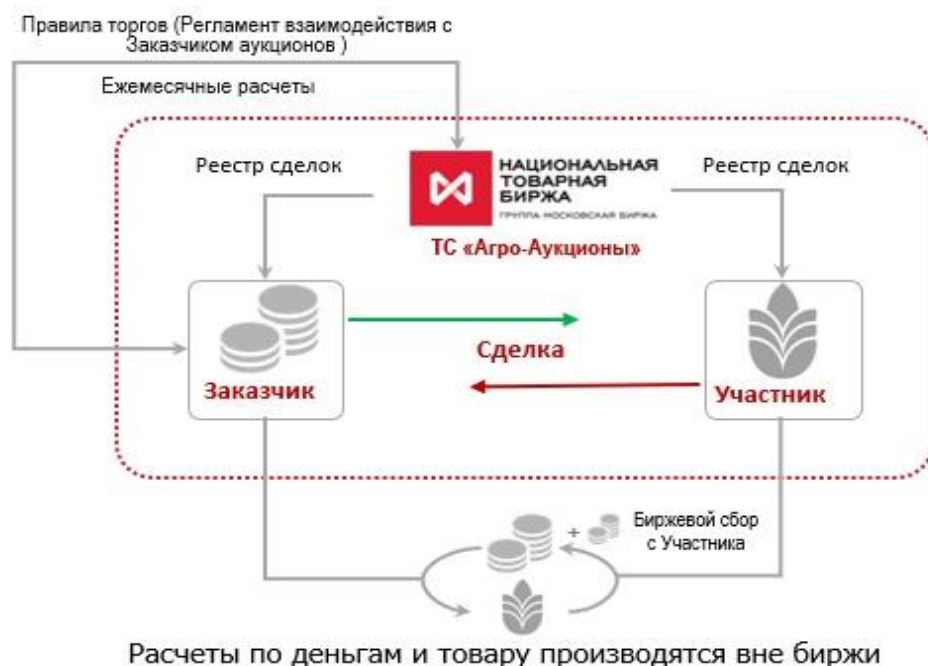 Правила торгов (Регламент взаимодействия с
Заказчиком аукционов )
Ежемесячные расчеты
Реестр сделок
НАЦИОНАЛЬНАЯ
ТОВАРНАЯ
БИРЖА
ГРУППА МОСКОВСКАЯ БИРЖА
Реестр сделок
ТС «Агро-Аукционы»
Сделка
Заказчик
Участник
+
Биржевой сбор
с Участника
Расчеты по деньгам и товару производятся вне биржи